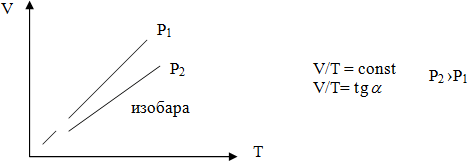 V
P₁
P₂
изобара
T
V/T = const
V/T= tg α
P₂ ›P₁